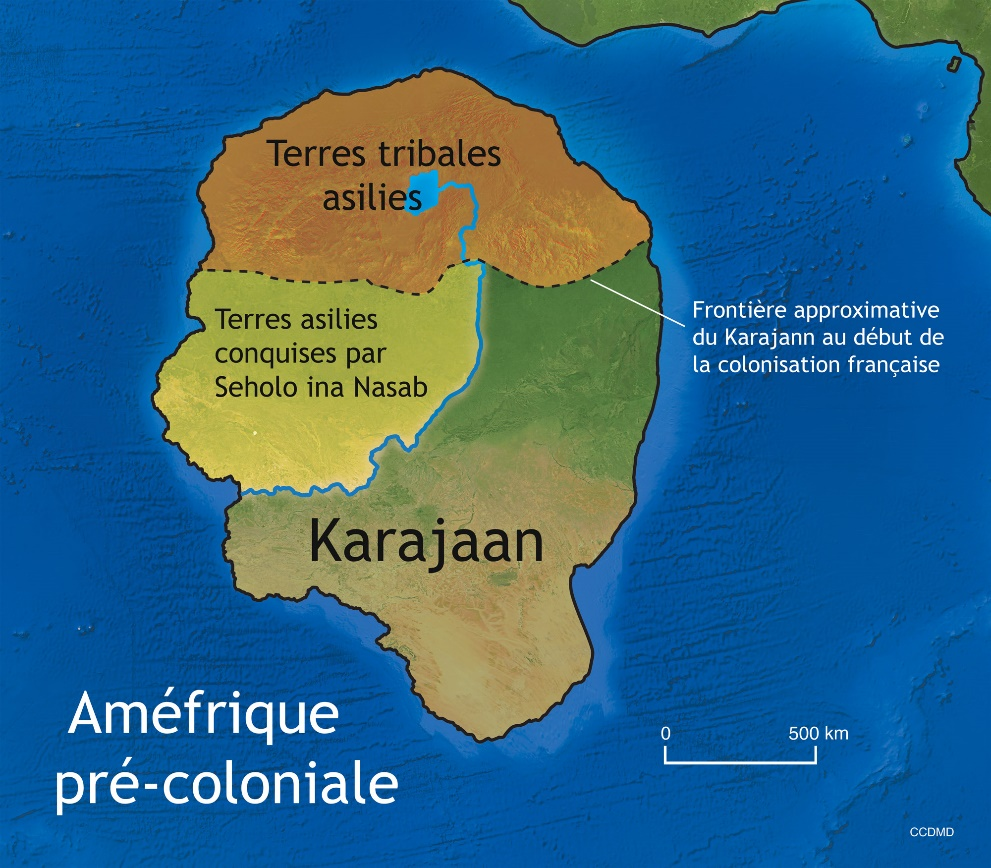 Terres tribales
asilies
Terres asilies
conquises par
Seholo ina Nasab
Frontière approximative
du Karajann au début de
la colonisation française
Karajaan
Améfrique
pré-coloniale
0 500 km
CCDMD